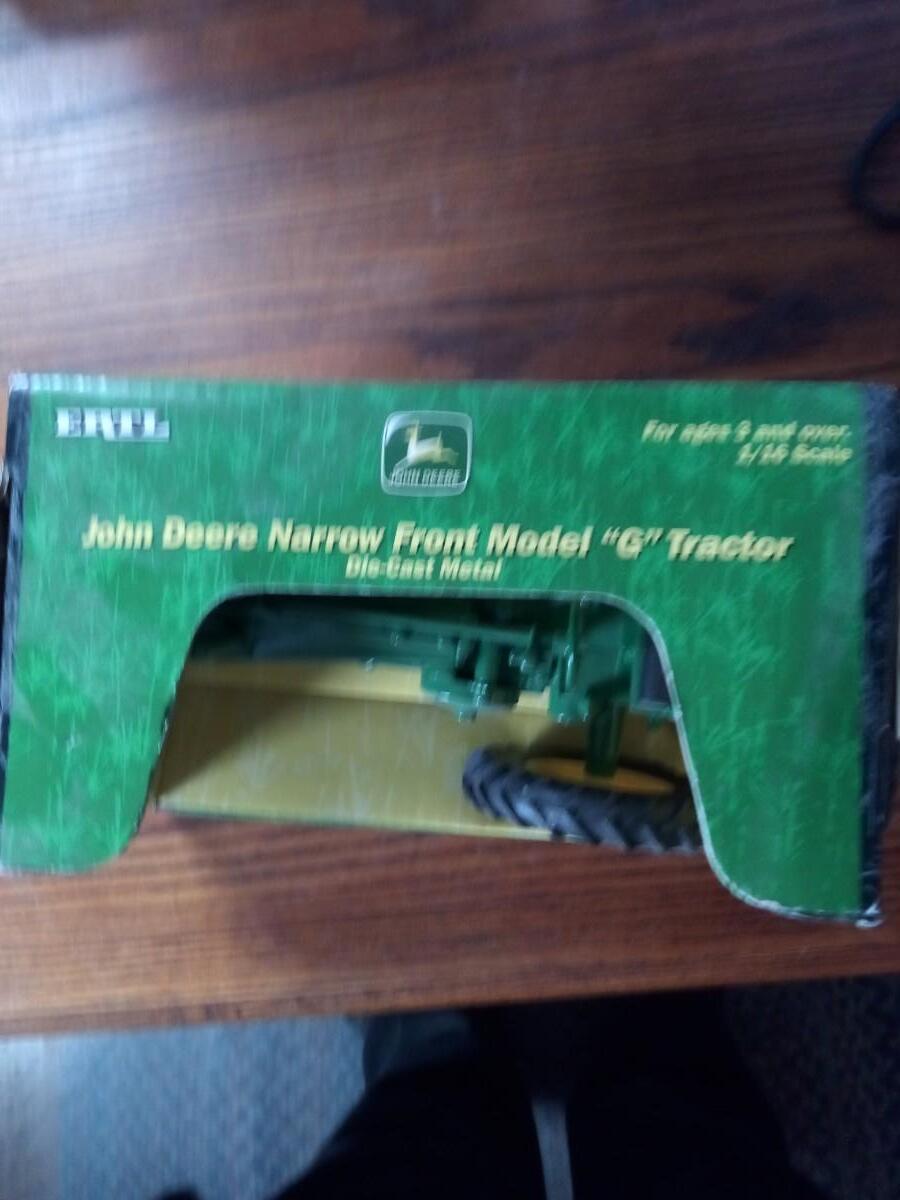 ERTL
JOHN DEERE
For ages 3 and over.
1/16 Scale
John Deere Narrow Front Model "G" Tractor
Die-Cast Metal